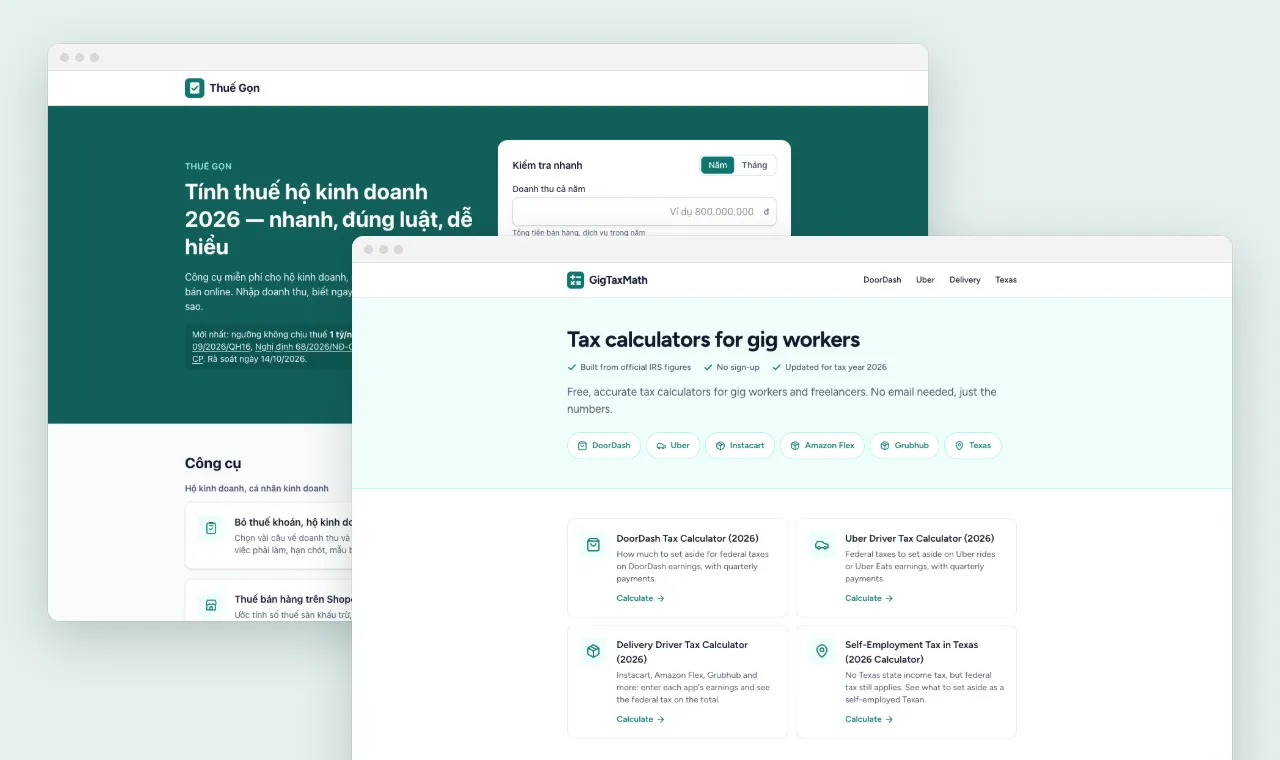 Thuế Gọn
THUẾ GỌN
Tính thuế hộ kinh doanh
2026 — nhanh, đúng luật, dễ
hiểu
Công cụ miễn phí cho hộ kinh doanh,
bán online. Nhập doanh thu, biết ngay
sao.
Mới nhất: ngưỡng không chịu thuế 1 tỷ/n
09/2026/QH16, Nghị định 68/2026/NĐ-C
CP. Rà soát ngày 14/10/2026.
Kiểm tra nhanh
Năm Tháng
Doanh thu cả năm
Ví dụ 800.000.000 đ
Tổng tiền bán hàng, dịch vụ trong năm
Công cụ
Hộ kinh doanh, cá nhân kinh doanh
Bỏ thuế khoán, hộ kinh do
Chọn vài câu về doanh thu và
việc phải làm, hạn chót, mẫu b
Thuế bán hàng trên Shope
Ước tính số thuế sàn khấu trừ,
GigTaxMath
DoorDash Uber Delivery Texas
Tax calculators for gig workers
Built from official IRS figures No sign-up Updated for tax year 2026
Free, accurate tax calculators for gig workers and freelancers. No email needed, just the
numbers.
DoorDash Uber Instacart Amazon Flex Grubhub Texas
DoorDash Tax Calculator (2026)
How much to set aside for federal taxes
on DoorDash earnings, with quarterly
payments.
Calculate →
Uber Driver Tax Calculator (2026)
Federal taxes to set aside on Uber rides
or Uber Eats earnings, with quarterly
payments.
Calculate →
Delivery Driver Tax Calculator
(2026)
Instacart, Amazon Flex, Grubhub and
more: enter each app's earnings and see
the federal tax on the total.
Calculate →
Self-Employment Tax in Texas
(2026 Calculator)
No Texas state income tax, but federal
tax still applies. See what to set aside as a
self-employed Texan.
Calculate →